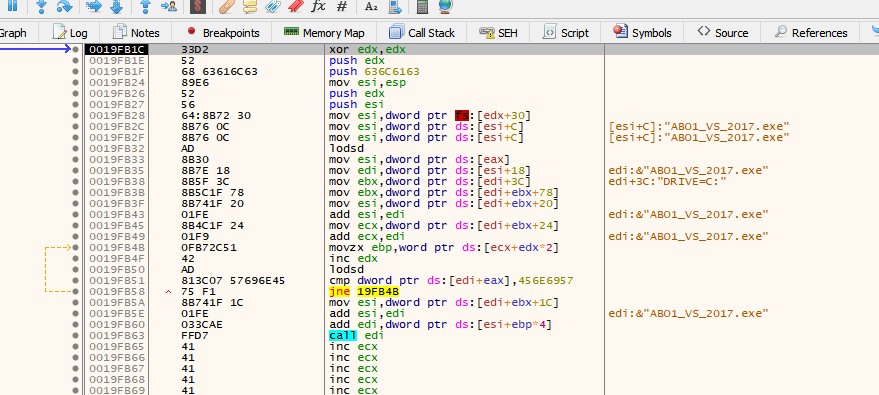 Graph Log Notes Breakpoints Memory Map Call Stack SEH Script Symbols Source References
0019FB1C 33D2 xor edx,edx
0019FB1E 52 push edx
0019FB1F 68 63616C63 push 636C6163
0019FB24 89E6 mov esi,esp
0019FB26 52 push edx
0019FB27 56 push esi
0019FB28 64:8B72 30 mov esi,dword ptr fs:[edx+30]
0019FB2C 8B76 0C mov esi,dword ptr ds:[esi+C] [esi+C]:"ABO1_VS_2017.exe"
0019FB2F 8B76 0C mov esi,dword ptr ds:[esi+C] [esi+C]:"ABO1_VS_2017.exe"
0019FB32 AD lodsd
0019FB33 8B30 mov esi,dword ptr ds:[eax]
0019FB35 8B7E 18 mov edi,dword ptr ds:[esi+18] edi:&"ABO1_VS_2017.exe"
0019FB38 8B5F 3C mov ebx,dword ptr ds:[edi+3C] edi+3C:"DRIVE=C:"
0019FB3B 8B5C1F 78 mov ebx,dword ptr ds:[edi+ebx+78]
0019FB3F 8B741F 20 mov esi,dword ptr ds:[edi+ebx+20]
0019FB43 01FE add esi,edi edi:&"ABO1_VS_2017.exe"
0019FB45 8B4C1F 24 mov ecx,dword ptr ds:[edi+ebx+24]
0019FB49 01F9 add ecx,edi edi:&"ABO1_VS_2017.exe"
0019FB4B 0FB72C51 movzx ebp,word ptr ds:[ecx+edx*2]
0019FB4F 42 inc edx
0019FB50 AD lodsd
0019FB51 813C07 57696E45 cmp dword ptr ds:[edi+eax],456E6957
0019FB58 75 F1 jne 19FB4B
0019FB5A 8B741F 1C mov esi,dword ptr ds:[edi+ebx+1C]
0019FB5E 01FE add esi,edi edi:&"ABO1_VS_2017.exe"
0019FB60 033CAE add edi,dword ptr ds:[esi+ebp*4]
0019FB63 FFD7 call edi
0019FB65 41 inc ecx
0019FB66 41 inc ecx
0019FB67 41 inc ecx
0019FB68 41 inc ecx
0019FB69 41 inc ecx